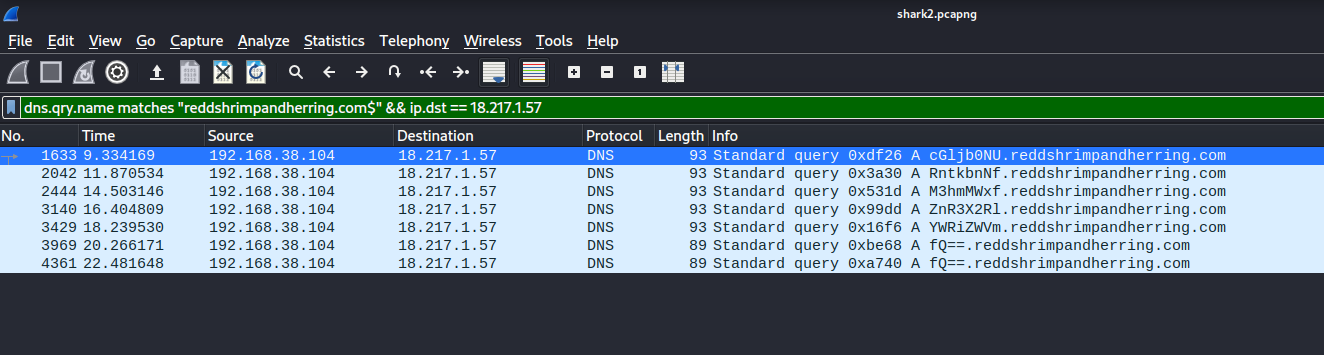 shark2.pcapng
File Edit View Go Capture Analyze Statistics Telephony Wireless Tools Help
dns.qry.name matches "reddshrimpandherring.com$" && ip.dst == 18.217.1.57
No. Time Source Destination Protocol Length Info
1633 9.334169 192.168.38.104 18.217.1.57 DNS 93 Standard query 0xdf26 A cGljb0NU.reddshrimpandherring.com
2042 11.870534 192.168.38.104 18.217.1.57 DNS 93 Standard query 0x3a30 A RntkbnNf.reddshrimpandherring.com
2444 14.503146 192.168.38.104 18.217.1.57 DNS 93 Standard query 0x531d A M3hmMWxf.reddshrimpandherring.com
3140 16.404809 192.168.38.104 18.217.1.57 DNS 93 Standard query 0x99dd A ZnR3X2Rl.reddshrimpandherring.com
3429 18.239530 192.168.38.104 18.217.1.57 DNS 93 Standard query 0x16f6 A YWRiZWVm.reddshrimpandherring.com
3969 20.266171 192.168.38.104 18.217.1.57 DNS 89 Standard query 0xbe68 A fQ==.reddshrimpandherring.com
4361 22.481648 192.168.38.104 18.217.1.57 DNS 89 Standard query 0xa740 A fQ==.reddshrimpandherring.com